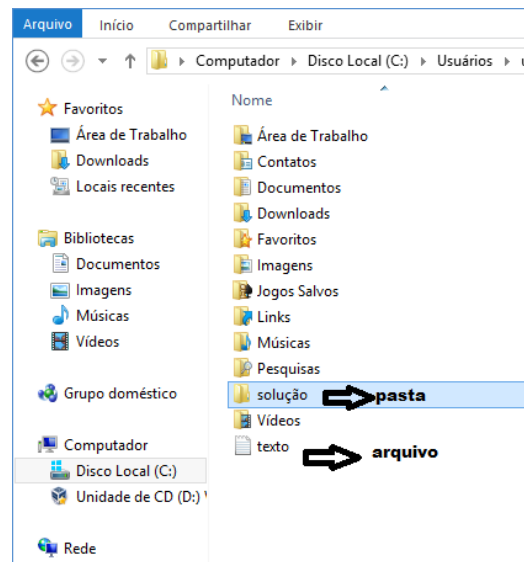 Arquivo Início Compartilhar Exibir
Computador Disco Local (C:) Usuários
Favoritos
Área de Trabalho
Downloads
Locais recentes
Bibliotecas
Documentos
Imagens
Músicas
Vídeos
Grupo doméstico
Computador
Disco Local (C:)
Unidade de CD (D:)
Rede
Nome
Área de Trabalho
Contatos
Documentos
Downloads
Favoritos
Imagens
Jogos Salvos
Links
Músicas
Pesquisas
solução pasta
Vídeos
texto arquivo